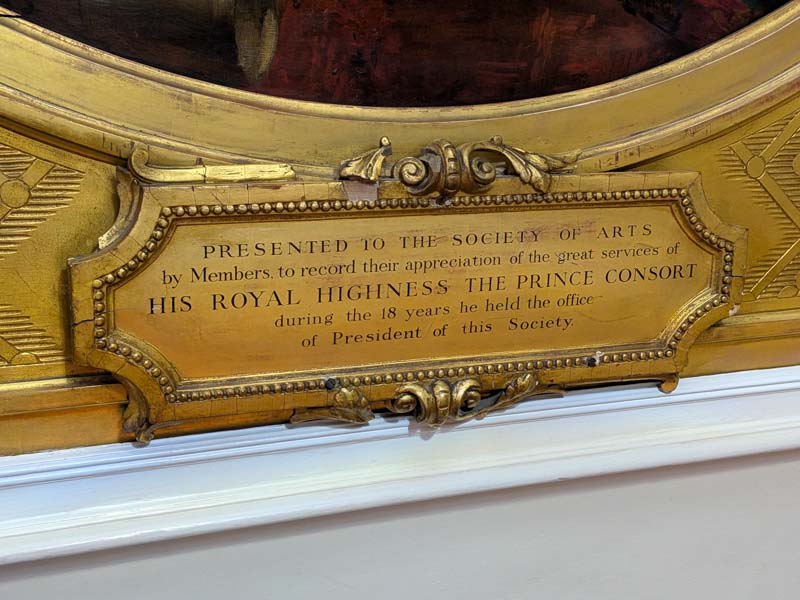 PRESENTED TO THE SOCIETY OF ARTS
by Members, to record their appreciation of the great services of
HIS ROYAL HIGHNESS THE PRINCE CONSORT
during the 18 years he held the office
of President of this Society.